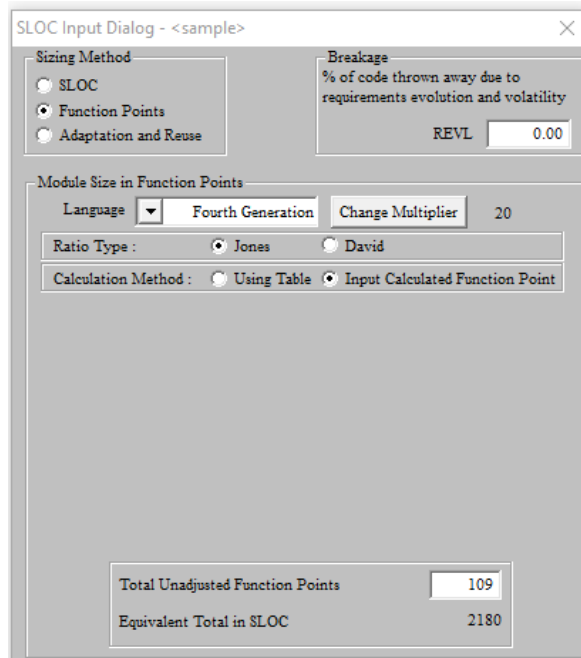 SLOC Input Dialog - <sample>
Sizing Method
SLOC
Function Points
Adaptation and Reuse
Breakage
% of code thrown away due to
requirements evolution and volatility
REVL 0.00
Module Size in Function Points
Language Fourth Generation Change Multiplier 20
Ratio Type : Jones David
Calculation Method : Using Table Input Calculated Function Point
Total Unadjusted Function Points 109
Equivalent Total in SLOC 2180